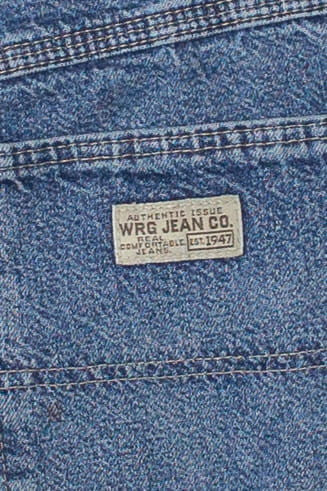 AUTHENTIC ISSUE
WRG JEAN CO.
REAL
COMFORTABLE
JEANS
EST. 1947